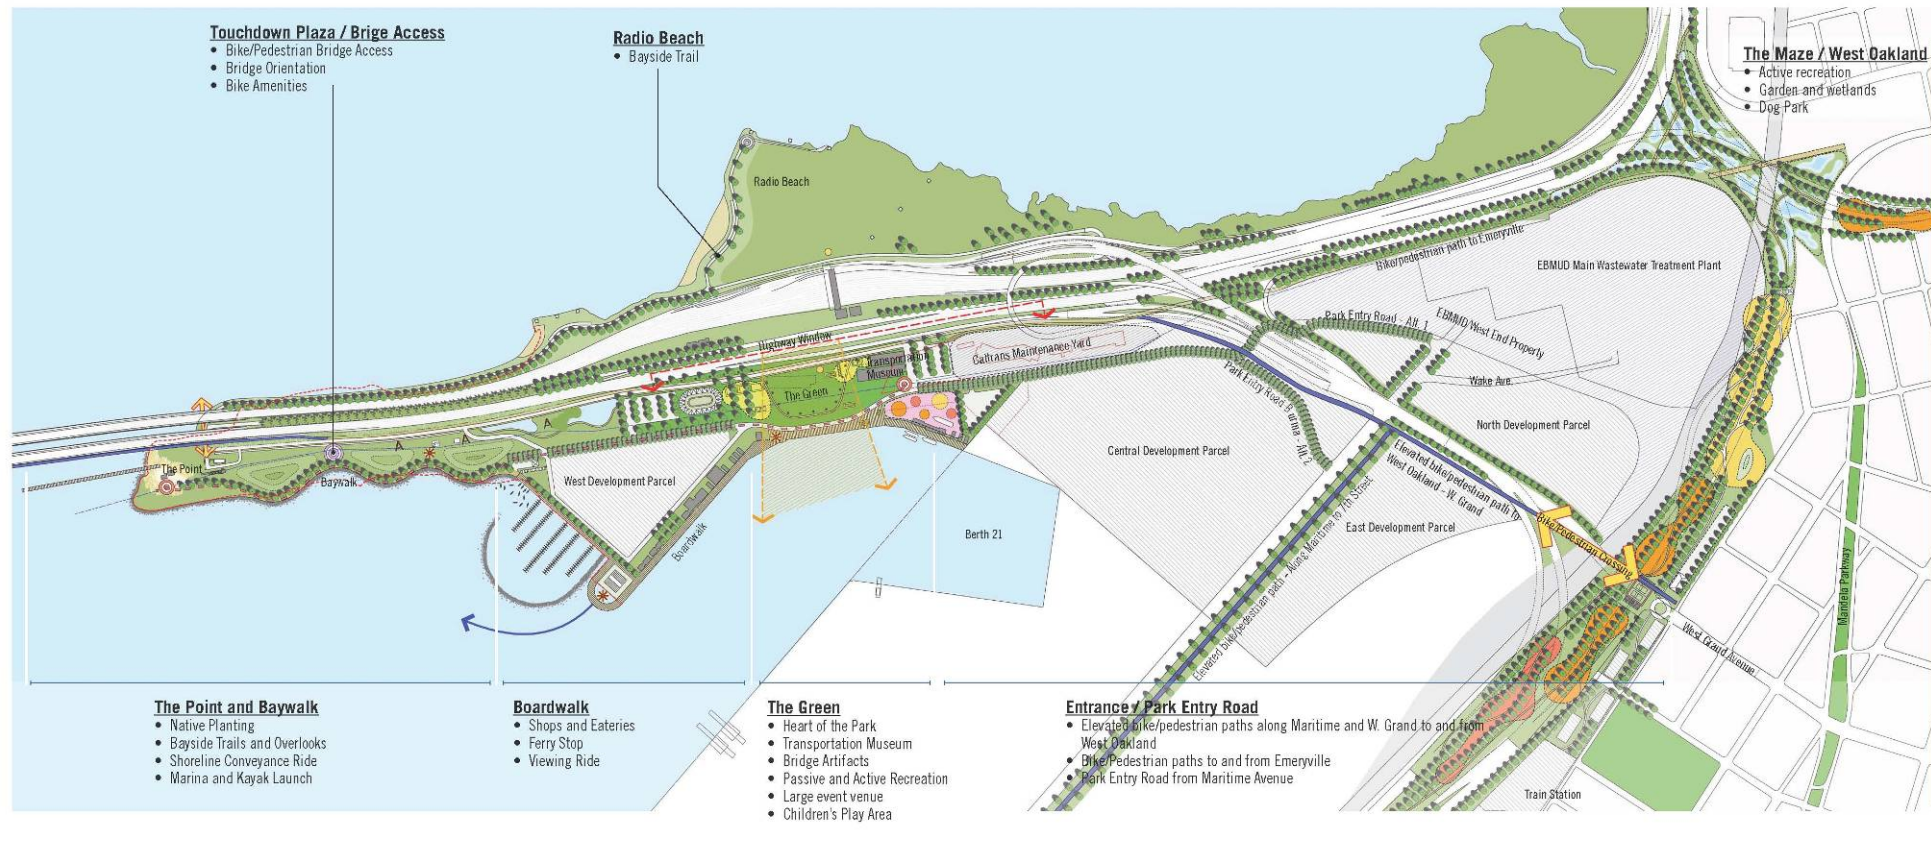 Touchdown Plaza / Brige Access
• Bike/Pedestrian Bridge Access
• Bridge Orientation
• Bike Amenities
Radio Beach
• Bayside Trail
The Maze / West Oakland
• Active recreation
• Garden and wetlands
• Dog Park
Radio Beach
Bike/pedestrian path to Emeryville
EBMUD Main Wastewater Treatment Plant
Park Entry Road - Alt. 1
EBMMD West End Property
Highway Window
Transportation
Museum
Caltrans Maintenance Yard
Park Entry Road Burma - Alt. 2
Wake Ave.
The Green
North Development Parcel
A
A
A
The Point
Baywalk
West Development Parcel
Central Development Parcel
Elevated bike/pedestrian path to
West Oakland - W. Grand
East Development Parcel
Boardwalk
Berth 21
Bike/Pedestrian Crossing
Elevated bike/pedestrian path - Along Maritime to 7th Street
Mandela Parkway
West Grand Avenue
The Point and Baywalk
• Native Planting
• Bayside Trails and Overlooks
• Shoreline Conveyance Ride
• Marina and Kayak Launch
Boardwalk
• Shops and Eateries
• Ferry Stop
• Viewing Ride
The Green
• Heart of the Park
• Transportation Museum
• Bridge Artifacts
• Passive and Active Recreation
• Large event venue
• Children's Play Area
Entrance / Park Entry Road
• Elevated bike/pedestrian paths along Maritime and W. Grand to and from
West Oakland
• Bike/Pedestrian paths to and from Emeryville
• Park Entry Road from Maritime Avenue
Train Station